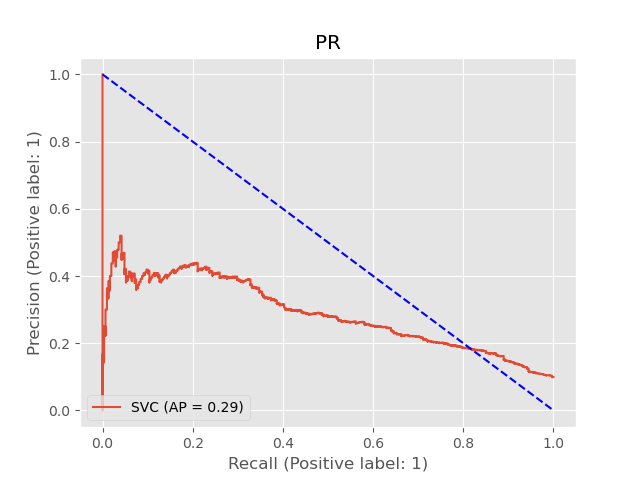 PR
Precision (Positive label: 1)
1.0
0.8
0.6
0.4
0.2
0.0
SVC (AP = 0.29)
0.0 0.2 0.4 0.6 0.8 1.0
Recall (Positive label: 1)